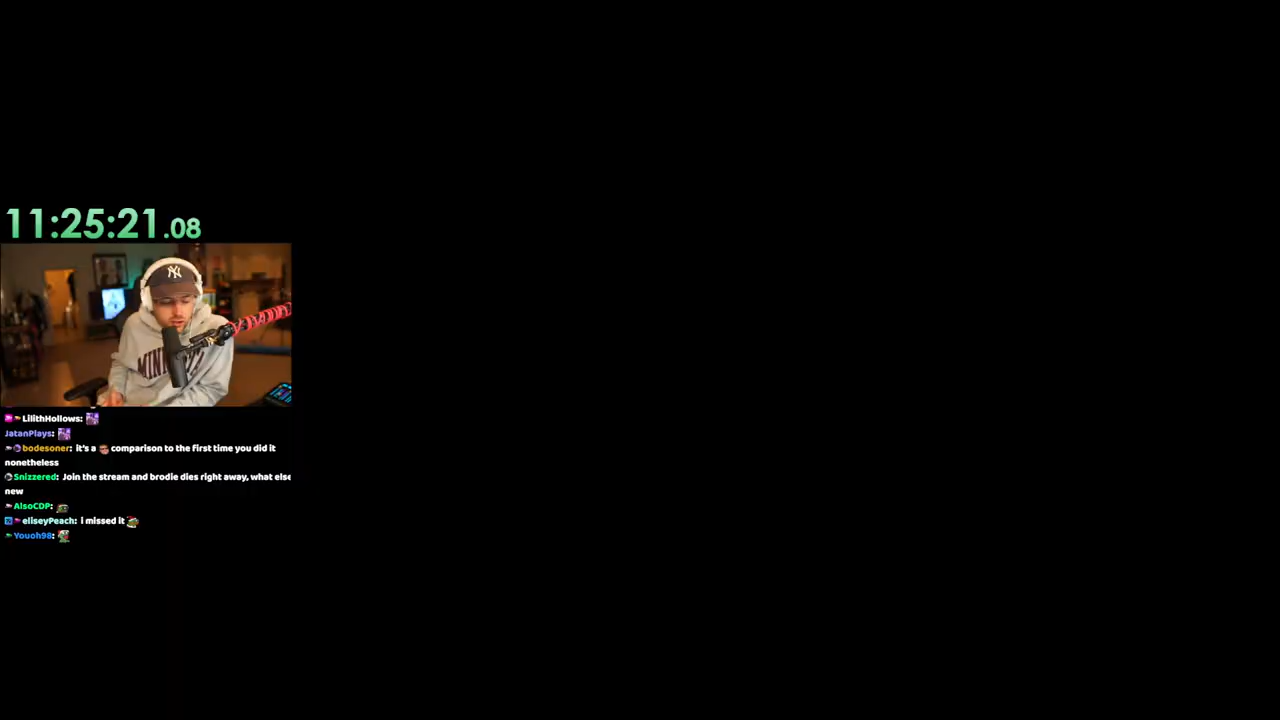 11:25:21.08
NY
LilithHollows:
JatanPlays:
bodesoner: it's a comparison to the first time you did it
nonetheless
Snizzered: Join the stream and brodie dies right away, what else
new
AlsoCDP:
eliseyPeach: i missed it
Youoh98: